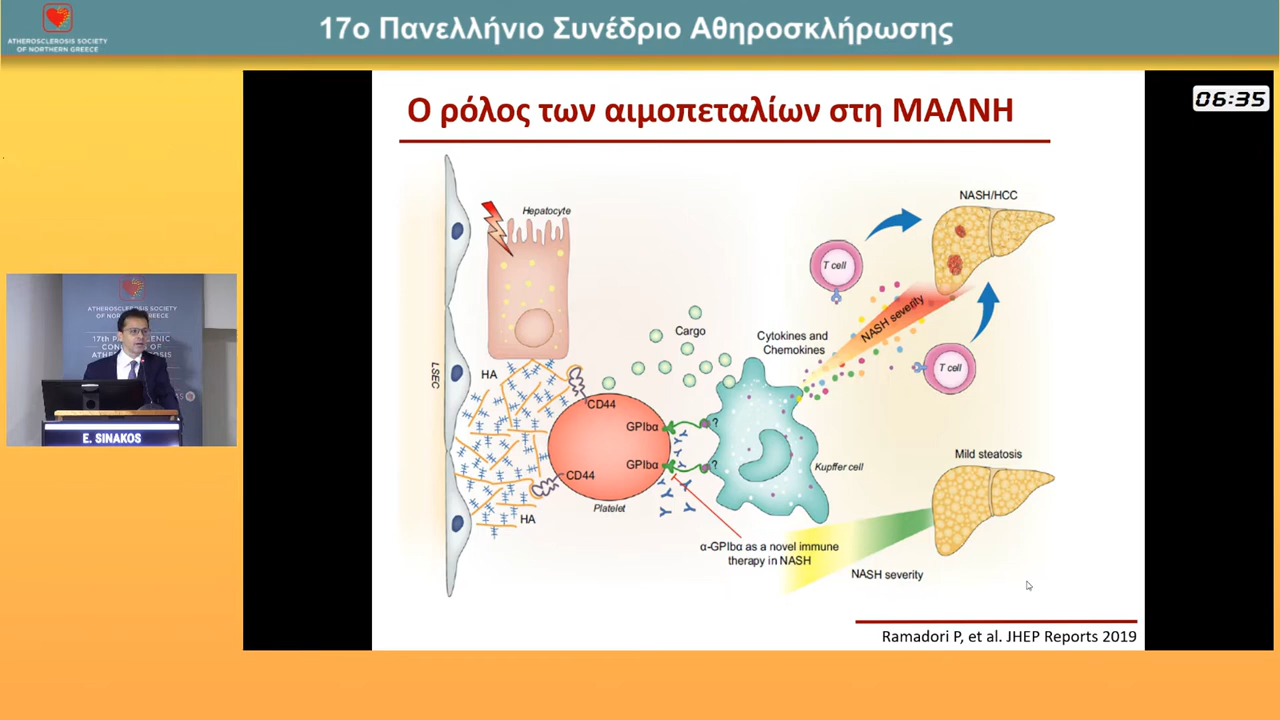 ATHEROSCLEROSIS SOCIETY
OF NORTHERN GREECE
17ο Πανελλήνιο Συνέδριο Αθηροσκλήρωσης
06:35
Ο ρόλος των αιμοπεταλίων στη ΜΑΛΝΗ
Hepatocyte
NASH/HCC
T cell
Cargo
Cytokines and
Chemokines
NASH severity
T cell
LSEC
HA
CD44
GPIbα
?
GPIbα
?
CD44
Kupffer cell
Platelet
HA
Mild steatosis
α-GPIbα as a novel immune
therapy in NASH
NASH severity
Ramadori P, et al. JHEP Reports 2019
ATHEROSCLEROSIS SOCIETY
E. SINAKOS